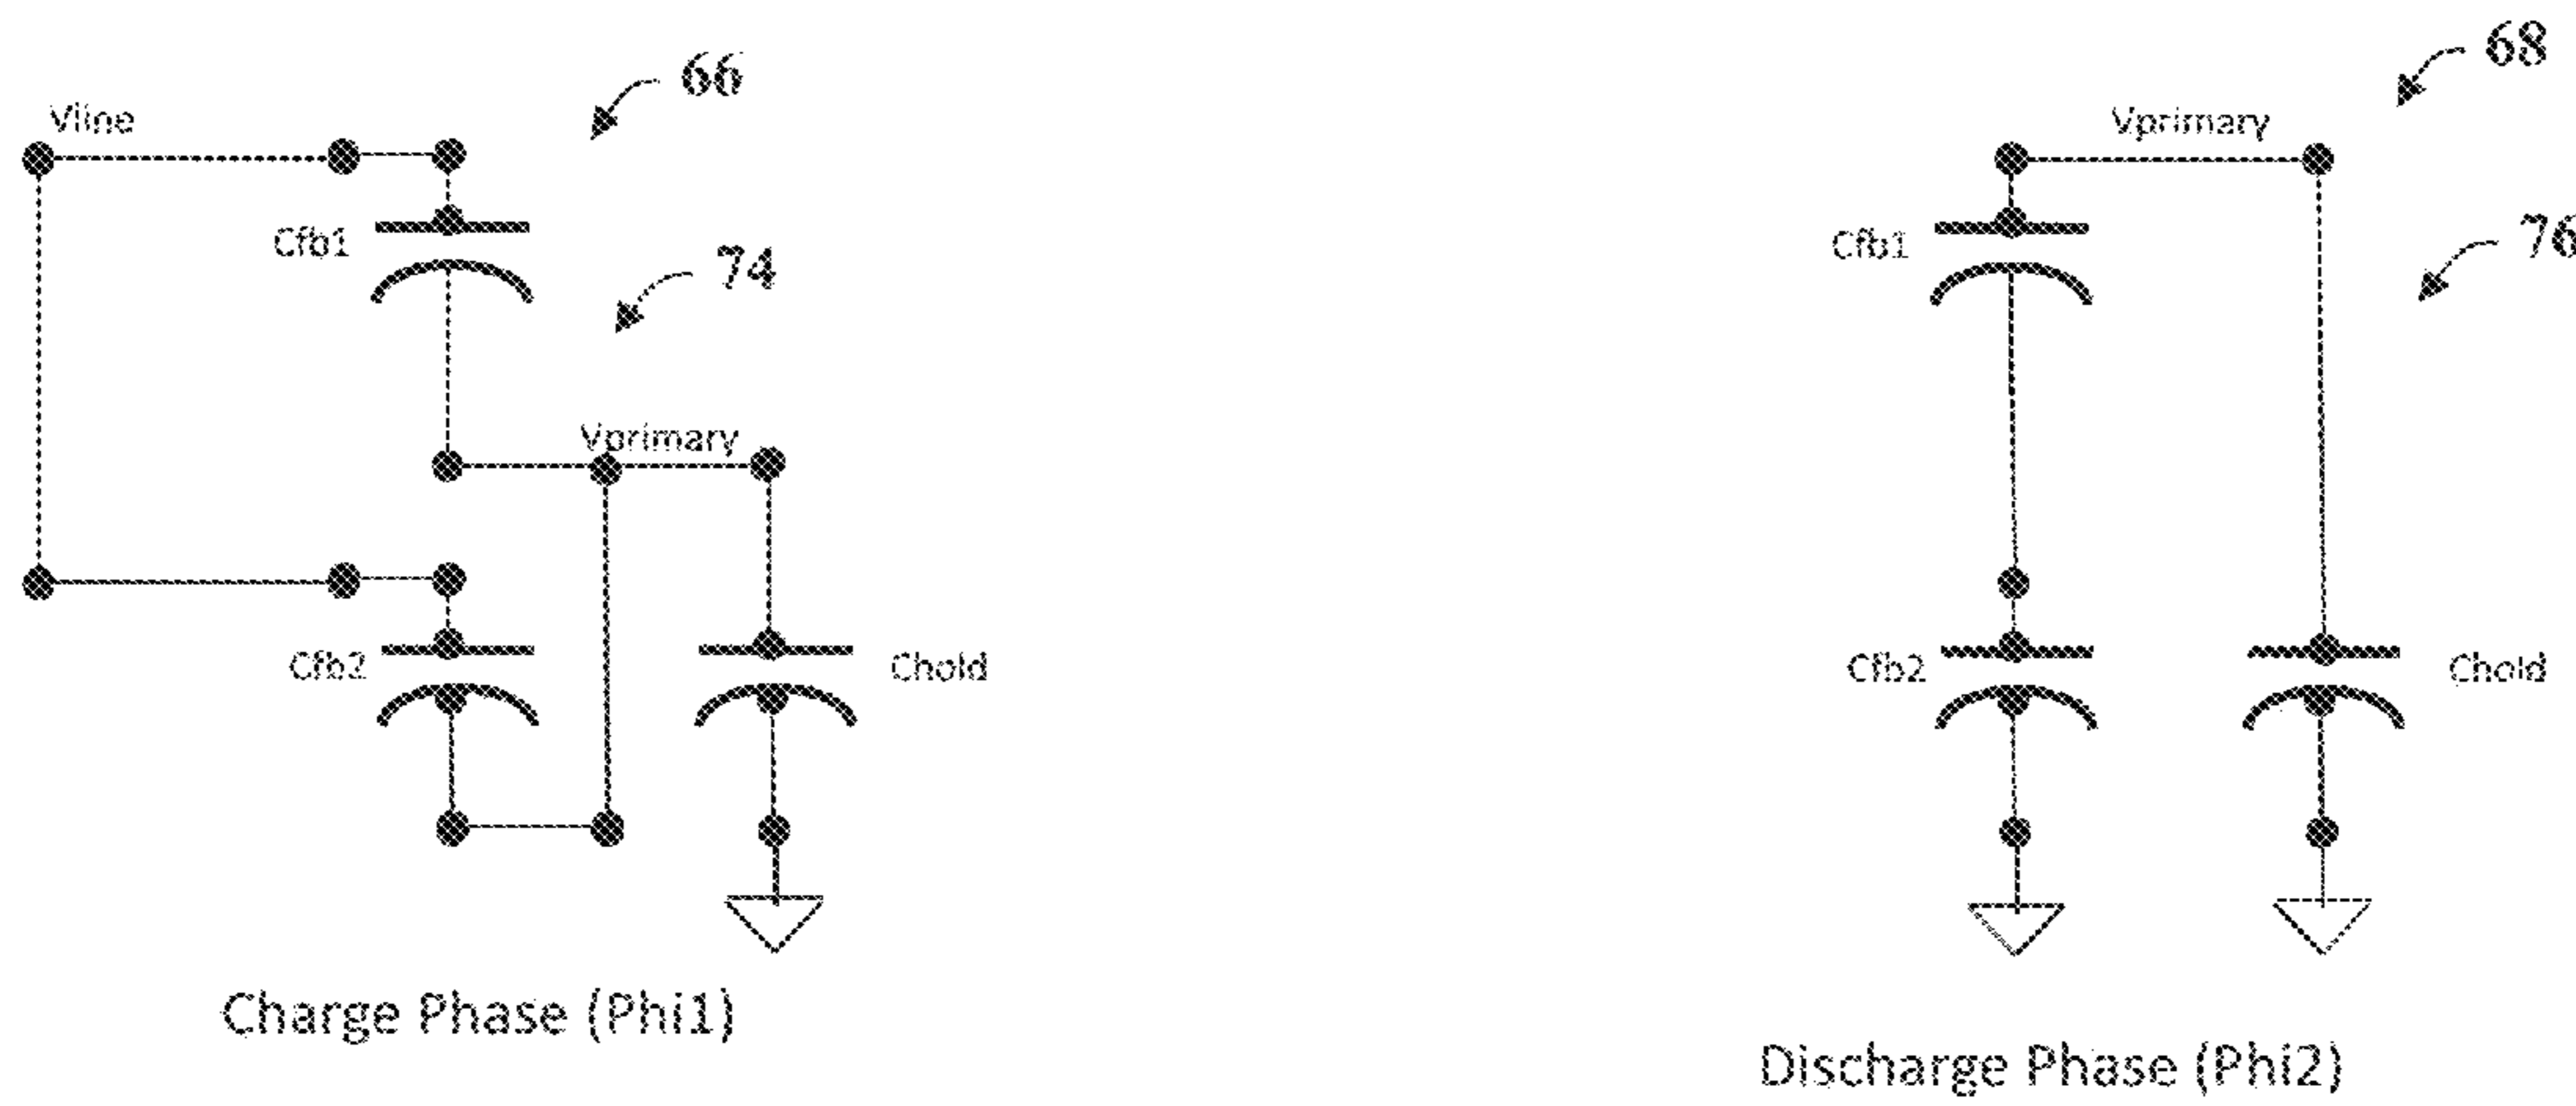 66
Vline
Cfb1
74
Vprimary
Cfb2
Chold
Charge Phase (Phi1)
68
Vprimary
Cfb1
76
Cfb2
Chold
Discharge Phase (Phi2)